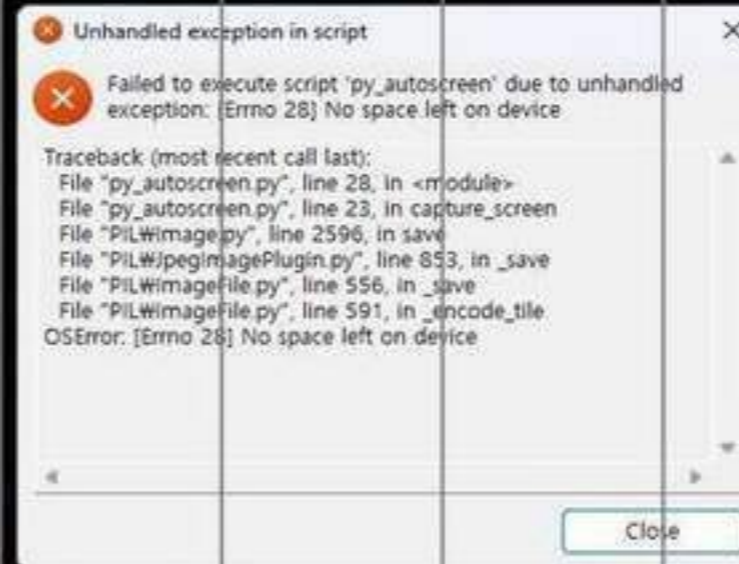 Unhandled exception in script
Failed to execute script 'py_autoscreen' due to unhandled
exception: [Errno 28] No space left on device
Traceback (most recent call last):
File "py_autoscreen.py", line 28, in <module>
File "py_autoscreen.py", line 23, in capture_screen
File "PIL₩Image.py", line 2596, in save
File "PIL₩JpegImagePlugin.py", line 853, in _save
File "PIL₩ImageFile.py", line 556, in _save
File "PIL₩ImageFile.py", line 591, in _encode_tile
OSError: [Errno 28] No space left on device
Close